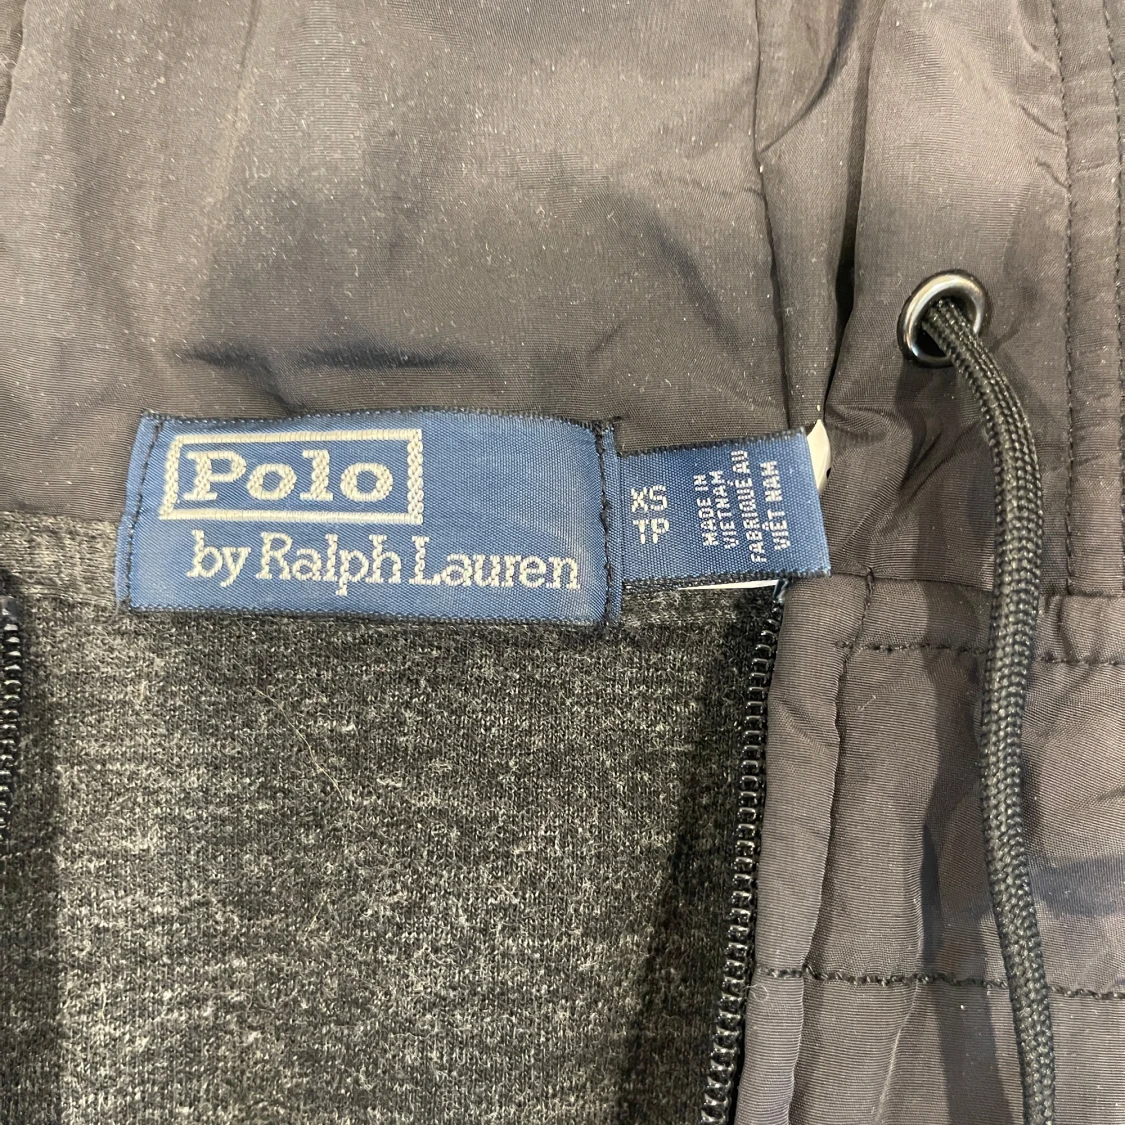 Polo
by Ralph Lauren
XS
TP
MADE IN
VIETNAM
FABRIQUÉ AU
VIÊT NAM